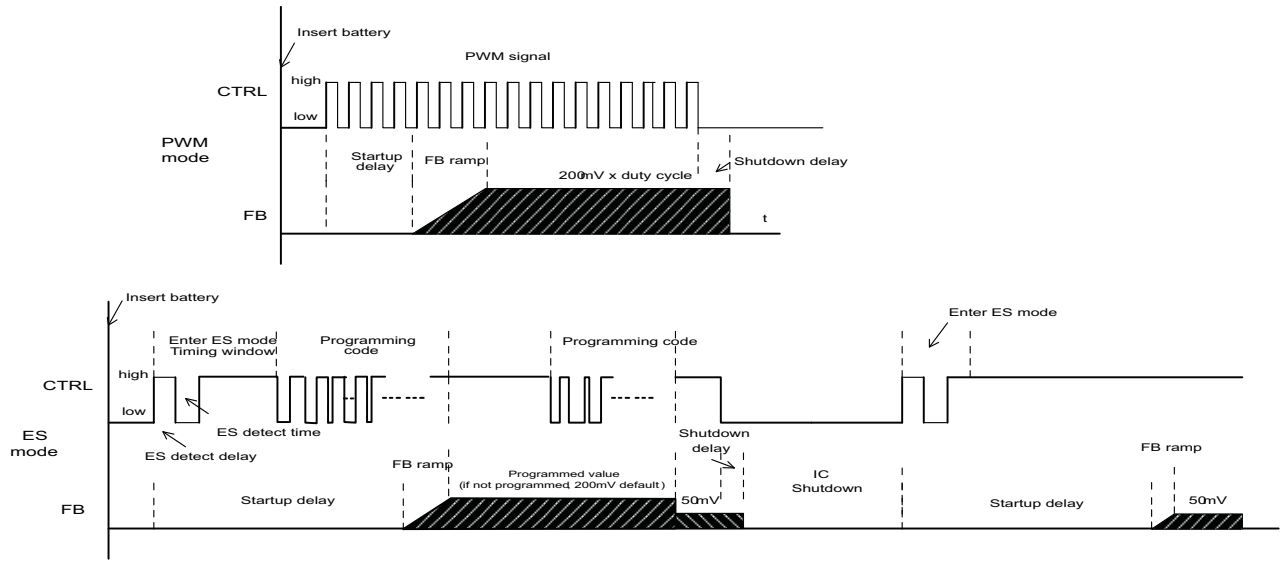 Insert battery
PWM signal
high
CTRL
low
PWM
mode
Startup
delay
FB ramp
Shutdown delay
200mV x duty cycle
FB
t
Insert battery
Enter ES mode
Enter ES mode
Timing window
Programming
code
Programming code
high
CTRL
low
ES detect time
ES
mode
ES detect delay
Shutdown
delay
FB ramp
FB ramp
Programmed value
(if not programmed, 200mV default)
IC
Shutdown
Startup delay
50mV
Startup delay
50mV
FB